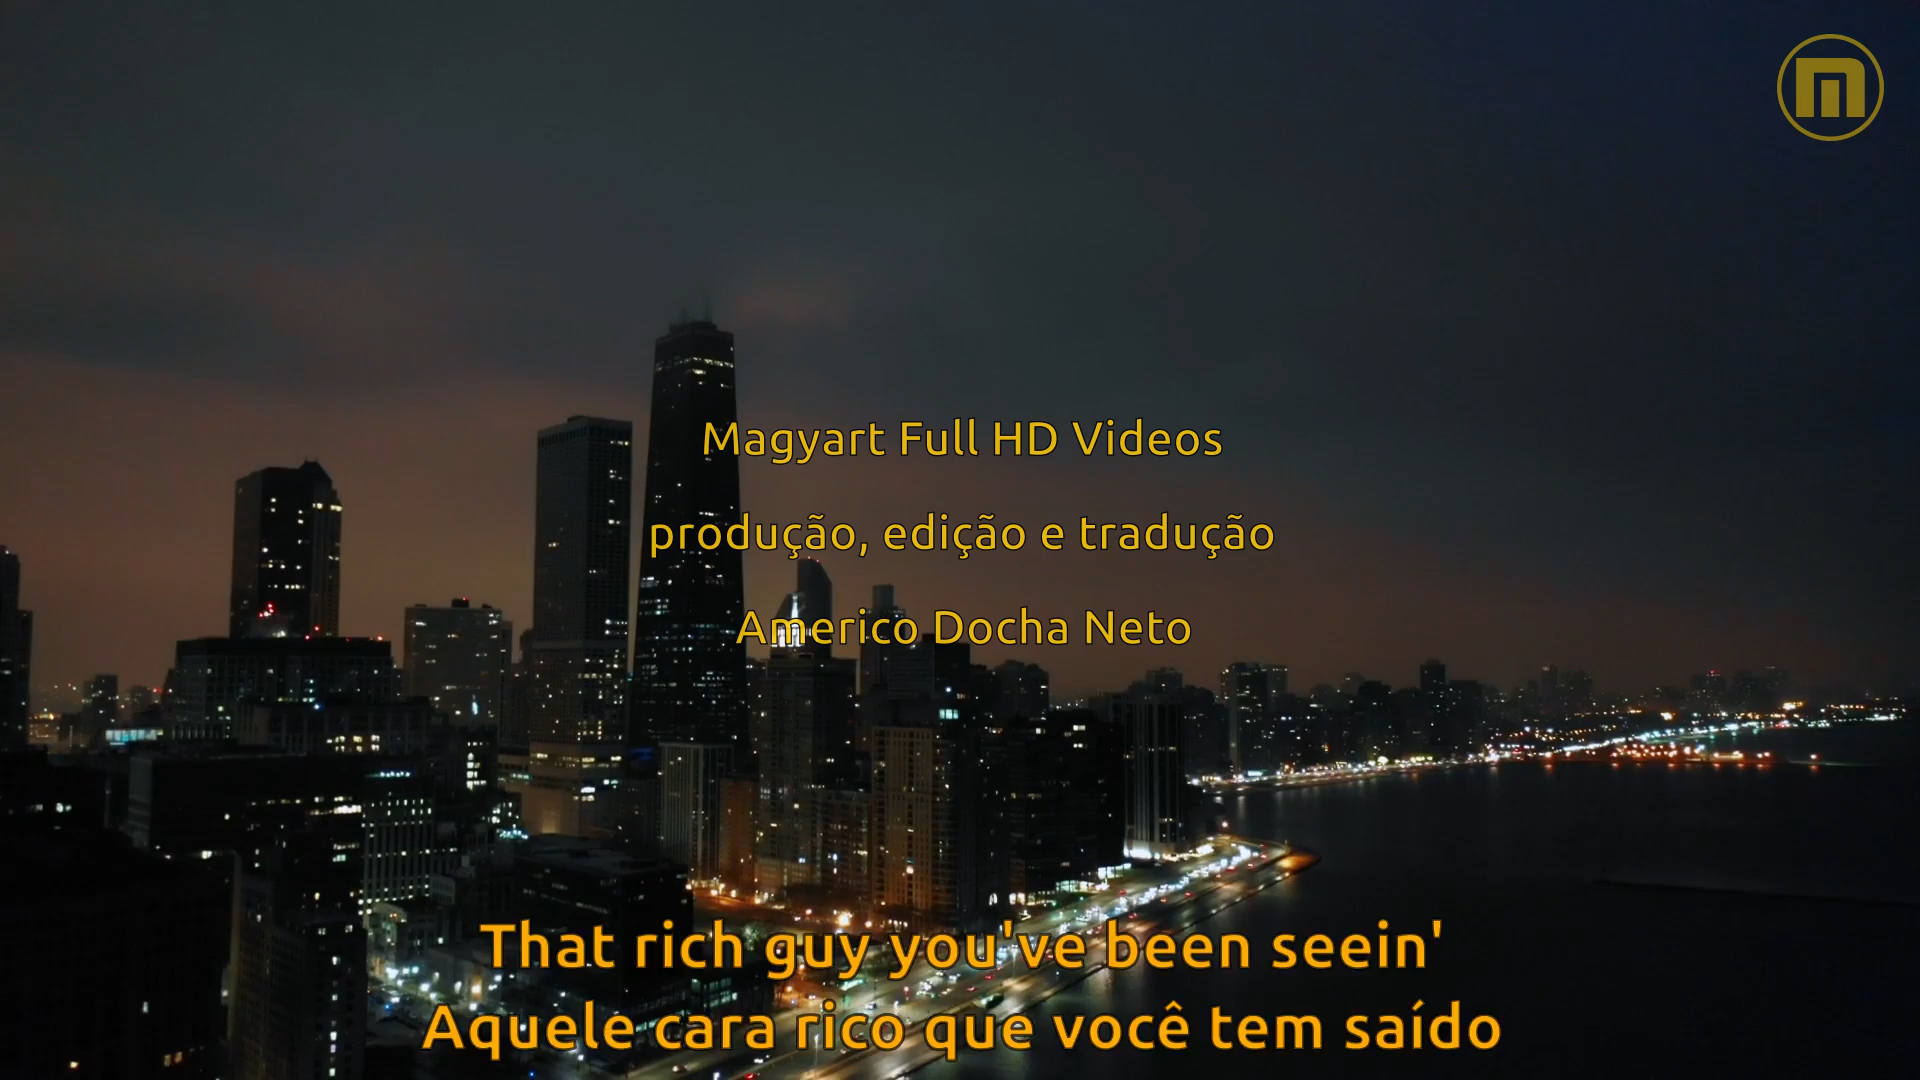 Magyart Full HD Videos
produção, edição e tradução
Americo Docha Neto
That rich guy you've been seein'
Aquele cara rico que você tem saído